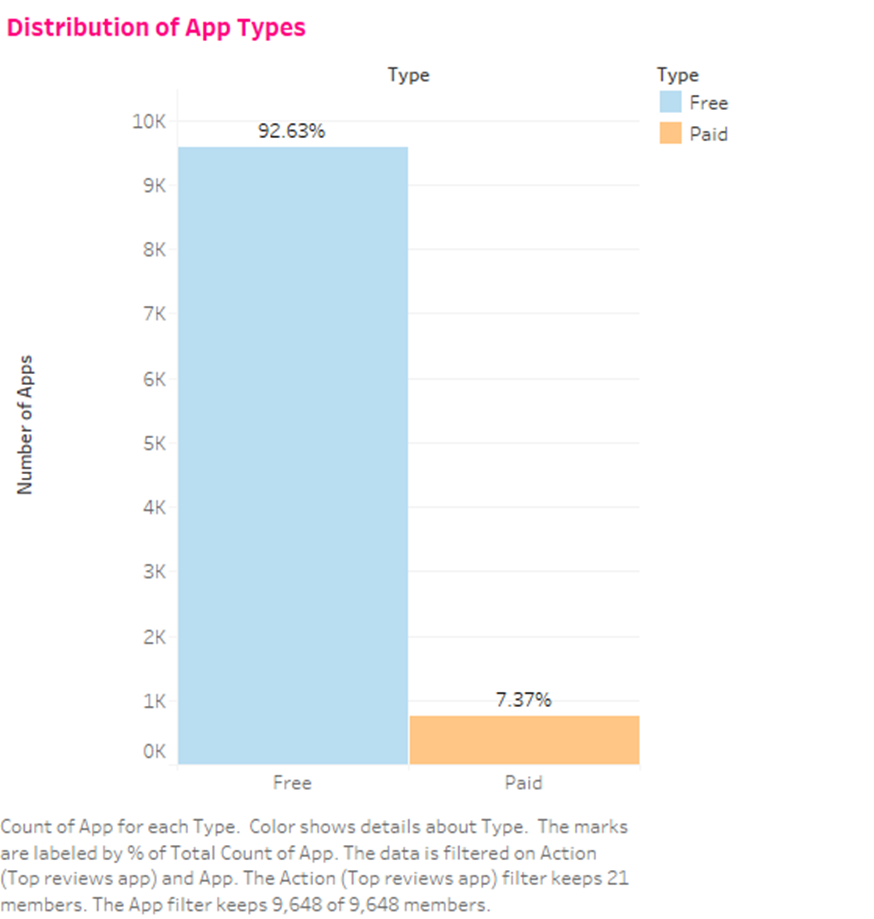 Distribution of App Types
Type
Type
Free
Paid
10K
92.63%
9K
8K
7K
6K
5K
4K
3K
2K
1K
7.37%
0K
Number of Apps
Free
Paid
Count of App for each Type.  Color shows details about Type.  The marks
are labeled by % of Total Count of App. The data is filtered on Action
(Top reviews app) and App. The Action (Top reviews app) filter keeps 21
members. The App filter keeps 9,648 of 9,648 members.